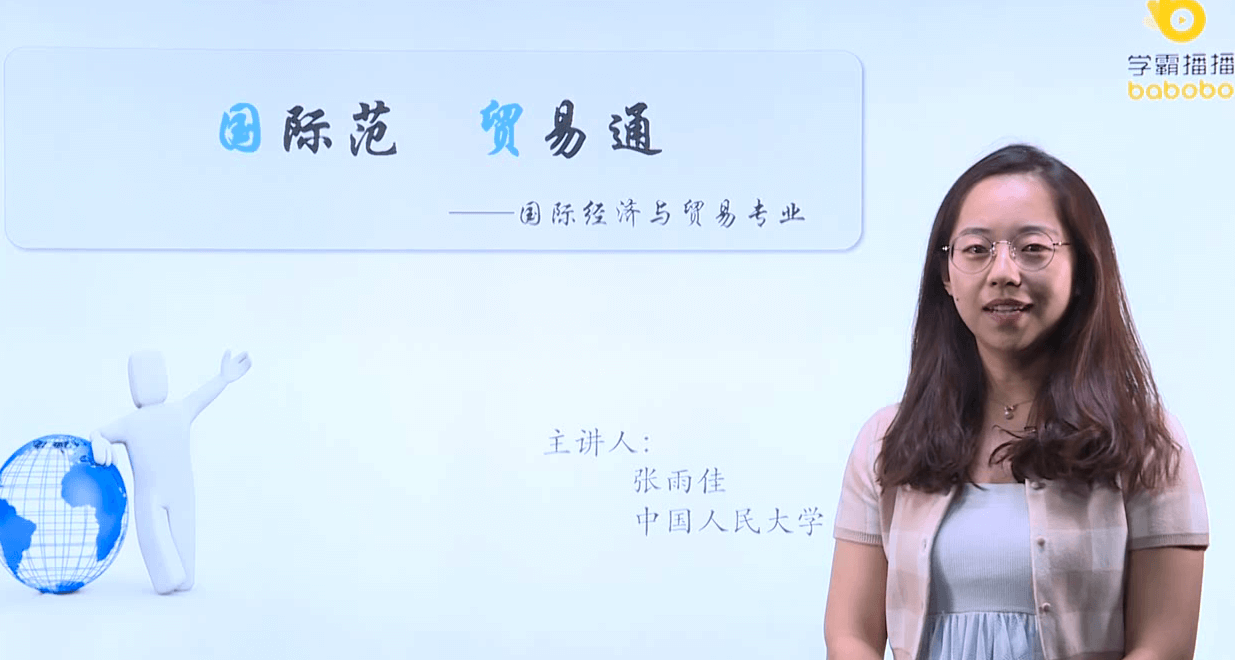 国际范 贸易通
——国际经济与贸易专业
主讲人：
张雨佳
中国人民大学
学霸播播
babobo